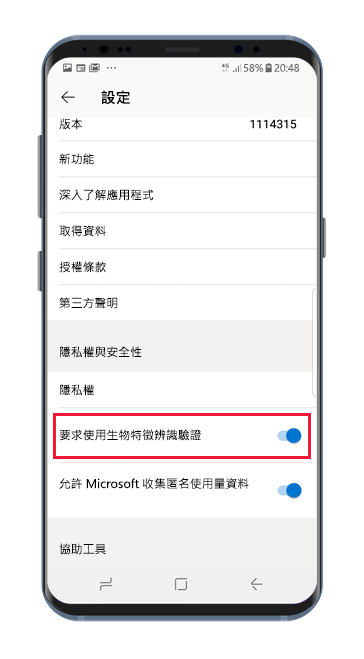 4G 58% 20:48
設定
版本 1114315
新功能
深入了解應用程式
取得資料
授權條款
第三方聲明
隱私權與安全性
隱私權
要求使用生物特徵辨識驗證
允許 Microsoft 收集匿名使用量資料
協助工具